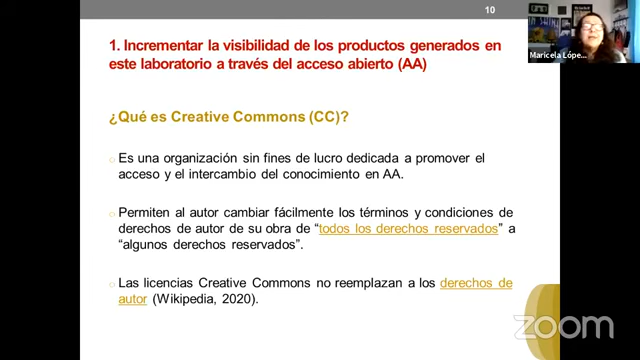 10
1. Incrementar la visibilidad de los productos generados en
este laboratorio a través del acceso abierto (AA)
¿Qué es Creative Commons (CC)?
Es una organización sin fines de lucro dedicada a promover el
acceso y el intercambio del conocimiento en AA.
Permiten al autor cambiar fácilmente los términos y condiciones de
derechos de autor de su obra de “todos los derechos reservados” a
“algunos derechos reservados”.
Las licencias Creative Commons no reemplazan a los derechos de
autor (Wikipedia, 2020).
Maricela Lópe...
zoom